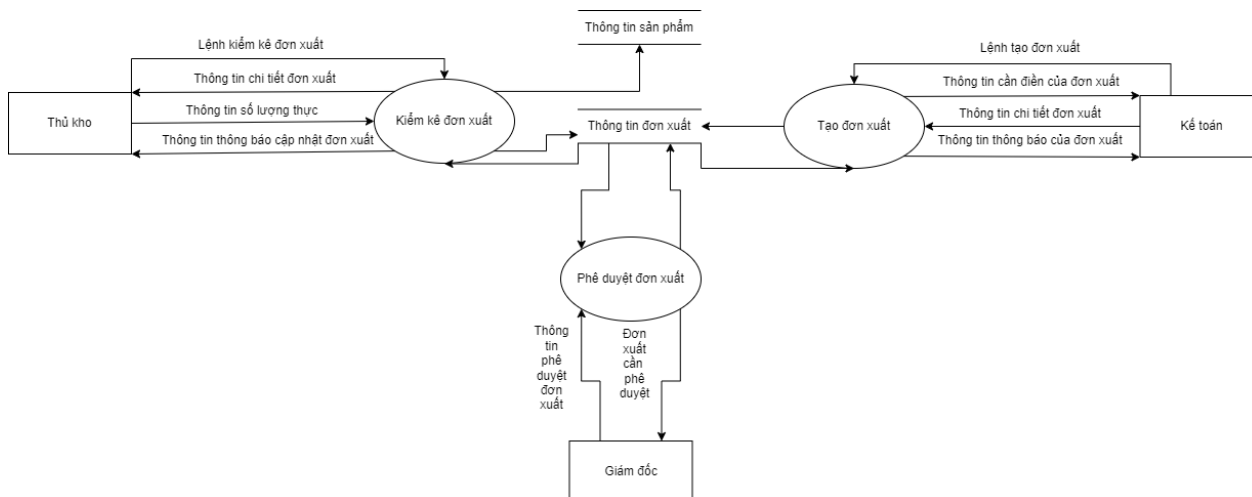 Thông tin sản phẩm
Lệnh kiểm kê đơn xuất
Lệnh tạo đơn xuất
Thông tin chi tiết đơn xuất
Thông tin cần điền của đơn xuất
Thủ kho
Thông tin số lượng thực
Kiểm kê đơn xuất
Thông tin đơn xuất
Tạo đơn xuất
Thông tin chi tiết đơn xuất
Kế toán
Thông tin thông báo cập nhật đơn xuất
Thông tin thông báo của đơn xuất
Phê duyệt đơn xuất
Thông
tin
phê
duyệt
đơn
xuất
Đơn
xuất
cần
phê
duyệt
Giám đốc